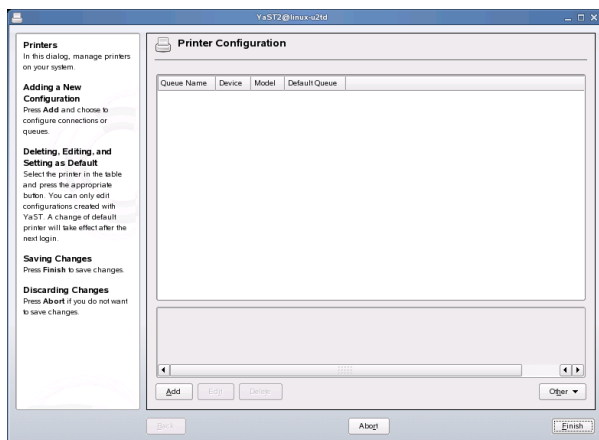 YaST2@linux-u2td
Printers
In this dialog, manage printers
on your system.
Adding a New
Configuration
Press Add and choose to
configure connections or
queues.
Deleting, Editing, and
Setting as Default
Select the printer in the table
and press the appropriate
button. You can only edit
configurations created with
YaST. A change of default
printer will take effect after the
next login.
Saving Changes
Press Finish to save changes.
Discarding Changes
Press Abort if you do not want
to save changes.
Printer Configuration
Queue Name Device Model Default Queue
Add Edit Delete Other
Back Abort Finish